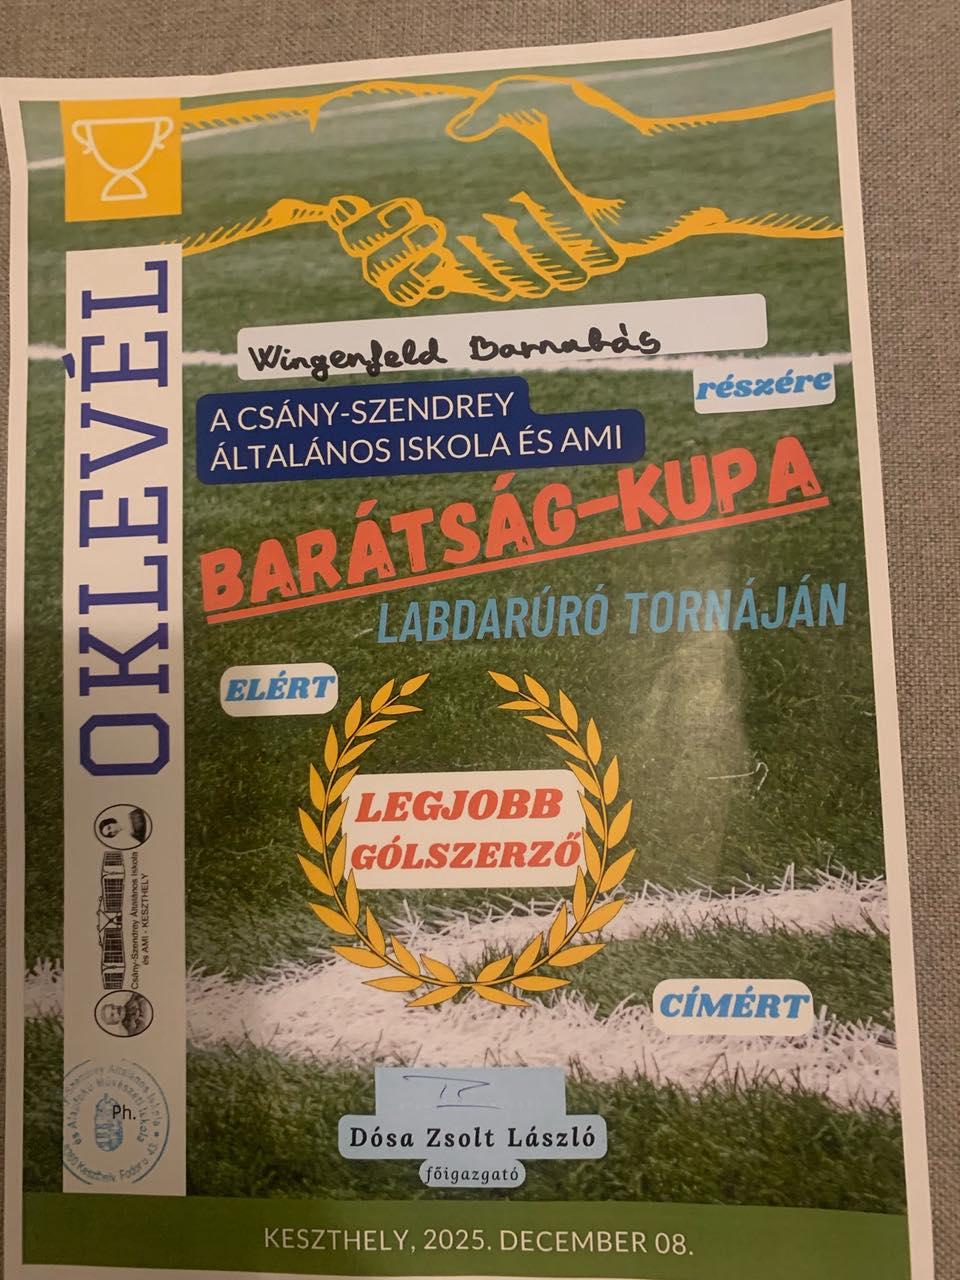 OKLEVÉL
Wingenfeld Barnabás
részére
A CSÁNY-SZENDREY
ÁLTALÁNOS ISKOLA ÉS AMI
BARÁTSÁG-KUPA
LABDARÚRÓ TORNÁJÁN
ELÉRT
LEGJOBB
GÓLSZERZŐ
CÍMÉRT
Csány-Szendrey Általános Iskola
és AMI - KESZTHELY
Ph.
Dósa Zsolt László
főigazgató
KESZTHELY, 2025. DECEMBER 08.